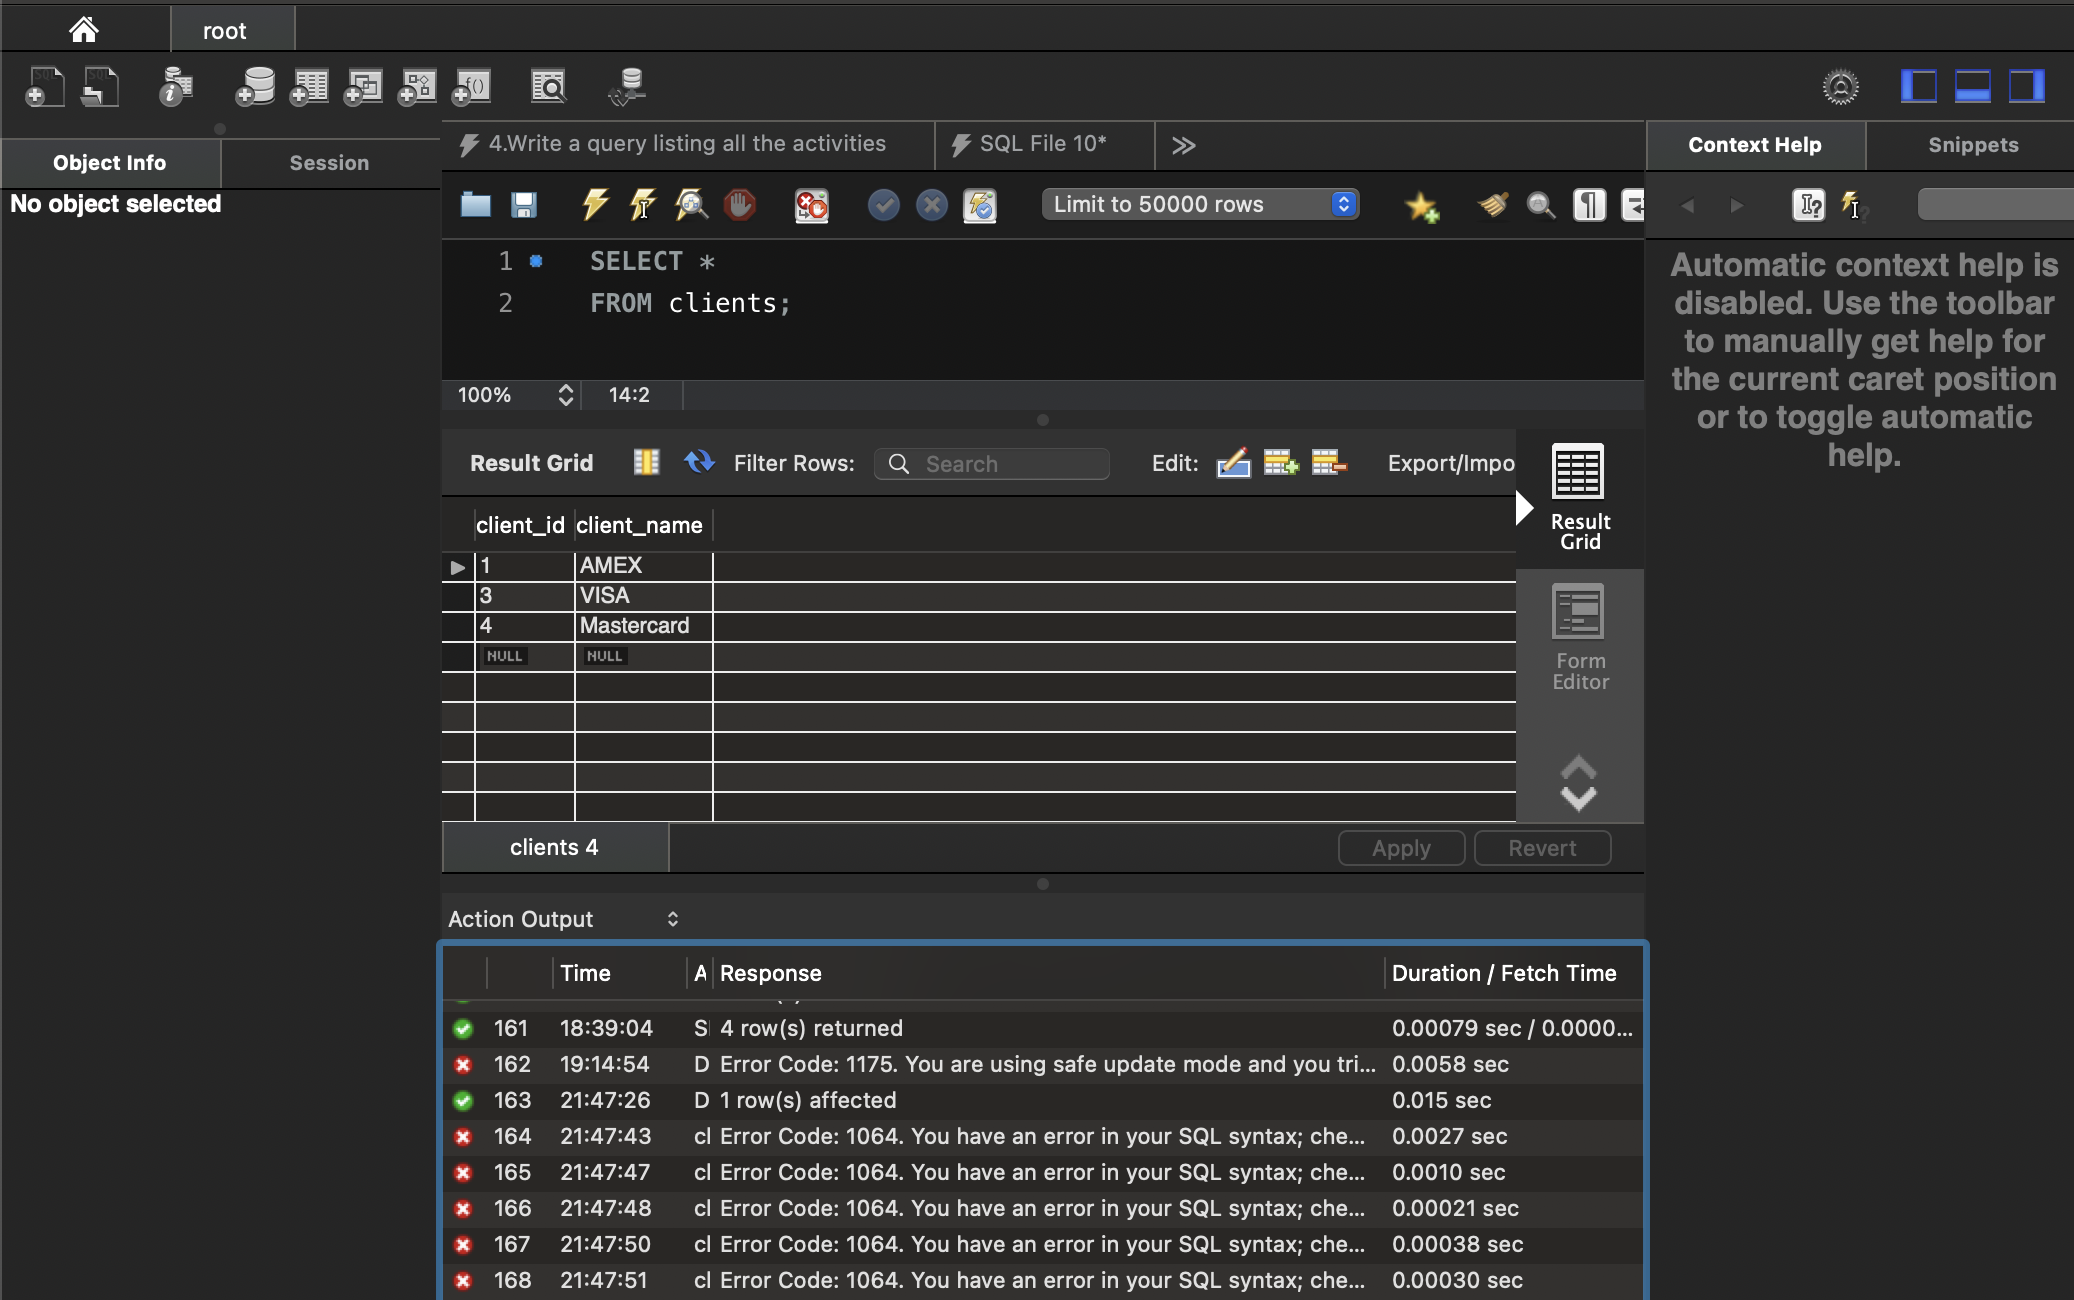 root
Object Info
Session
No object selected
4.Write a query listing all the activities
SQL File 10*
Limit to 50000 rows
1 SELECT *
2 FROM clients;
100%
14:2
Result Grid
Filter Rows:
Search
Edit:
Export/Impo
client_id client_name
1 AMEX
3 VISA
4 Mastercard
NULL NULL
Result
Grid
Form
Editor
clients 4
Apply
Revert
Action Output
Time A Response Duration / Fetch Time
161 18:39:04 S 4 row(s) returned 0.00079 sec / 0.0000...
162 19:14:54 D Error Code: 1175. You are using safe update mode and you tri... 0.0058 sec
163 21:47:26 D 1 row(s) affected 0.015 sec
164 21:47:43 cl Error Code: 1064. You have an error in your SQL syntax; che... 0.0027 sec
165 21:47:47 cl Error Code: 1064. You have an error in your SQL syntax; che... 0.0010 sec
166 21:47:48 cl Error Code: 1064. You have an error in your SQL syntax; che... 0.00021 sec
167 21:47:50 cl Error Code: 1064. You have an error in your SQL syntax; che... 0.00038 sec
168 21:47:51 cl Error Code: 1064. You have an error in your SQL syntax; che... 0.00030 sec
Context Help
Snippets
Automatic context help is
disabled. Use the toolbar
to manually get help for
the current caret position
or to toggle automatic
help.